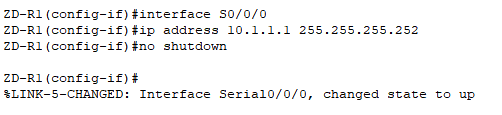 ZD-R1(config-if)#interface S0/0/0
ZD-R1(config-if)#ip address 10.1.1.1 255.255.255.252
ZD-R1(config-if)#no shutdown
ZD-R1(config-if)#
%LINK-5-CHANGED: Interface Serial0/0/0, changed state to up